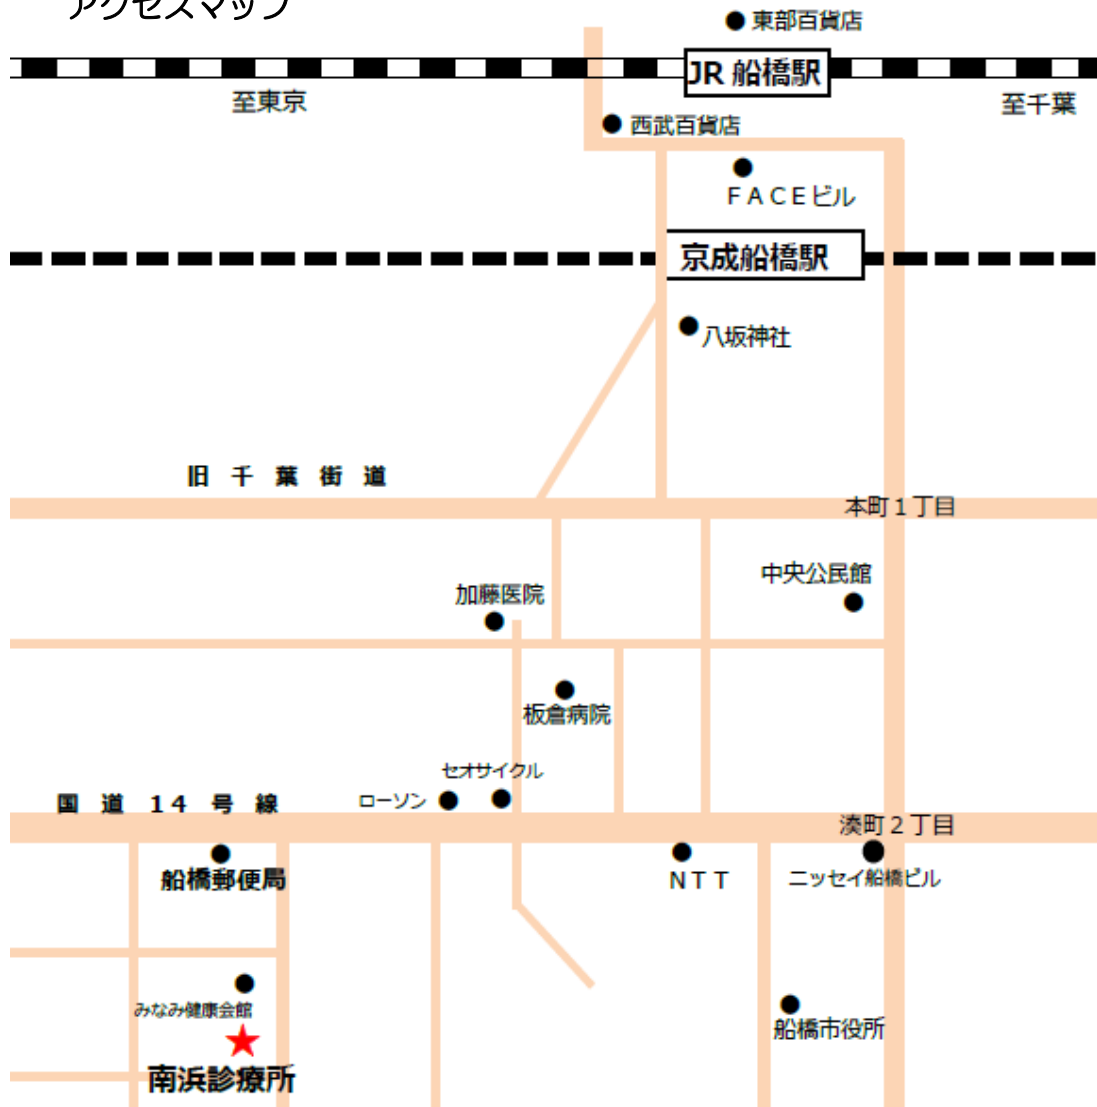 アクセスマップ
東部百貨店
JR 船橋駅
至東京
至千葉
西武百貨店
ＦＡＣＥビル
京成船橋駅
八坂神社
旧千葉街道
本町１丁目
中央公民館
加藤医院
板倉病院
セオサイクル
ローソン
国道14号線
湊町２丁目
船橋郵便局
ＮＴＴ
ニッセイ船橋ビル
みなみ健康会館
船橋市役所
南浜診療所